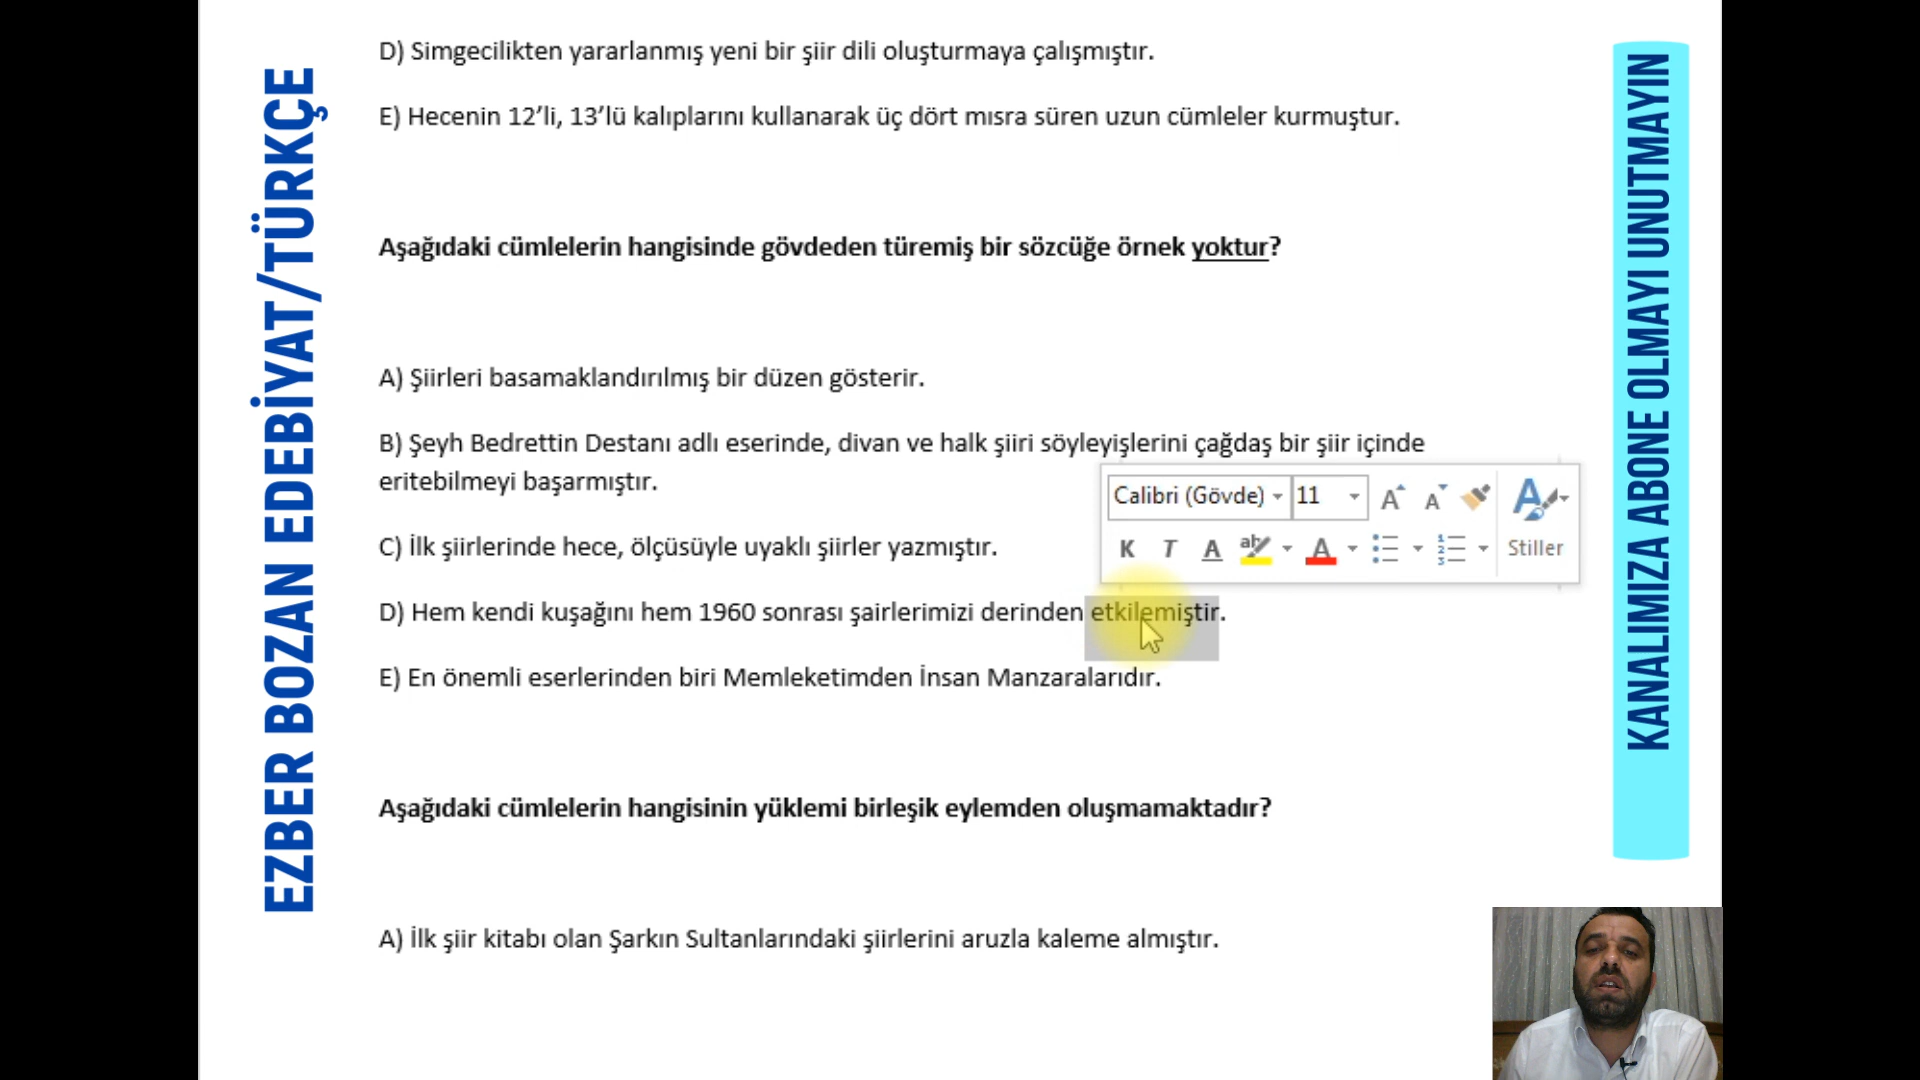 EZBER BOZAN EDEBİYAT/TÜRKÇE
D) Simgecilikten yararlanmış yeni bir şiir dili oluşturmaya çalışmıştır.
E) Hecenin 12’li, 13’lü kalıplarını kullanarak üç dört mısra süren uzun cümleler kurmuştur.
Aşağıdaki cümlelerin hangisinde gövdeden türemiş bir sözcüğe örnek yoktur?
A) Şiirleri basamaklandırılmış bir düzen gösterir.
B) Şeyh Bedrettin Destanı adlı eserinde, divan ve halk şiiri söyleyişlerini çağdaş bir şiir içinde
eritebilmeyi başarmıştır.
Calibri (Gövde) 11
K T A Stiller
C) İlk şiirlerinde hece, ölçüsüyle uyaklı şiirler yazmıştır.
D) Hem kendi kuşağını hem 1960 sonrası şairlerimizi derinden etkilemiştir.
E) En önemli eserlerinden biri Memleketimden İnsan Manzaralarıdır.
Aşağıdaki cümlelerin hangisinin yüklemi birleşik eylemden oluşmamaktadır?
A) İlk şiir kitabı olan Şarkın Sultanlarındaki şiirlerini aruzla kaleme almıştır.
KANALIMIZA ABONE OLMAYI UNUTMAYIN